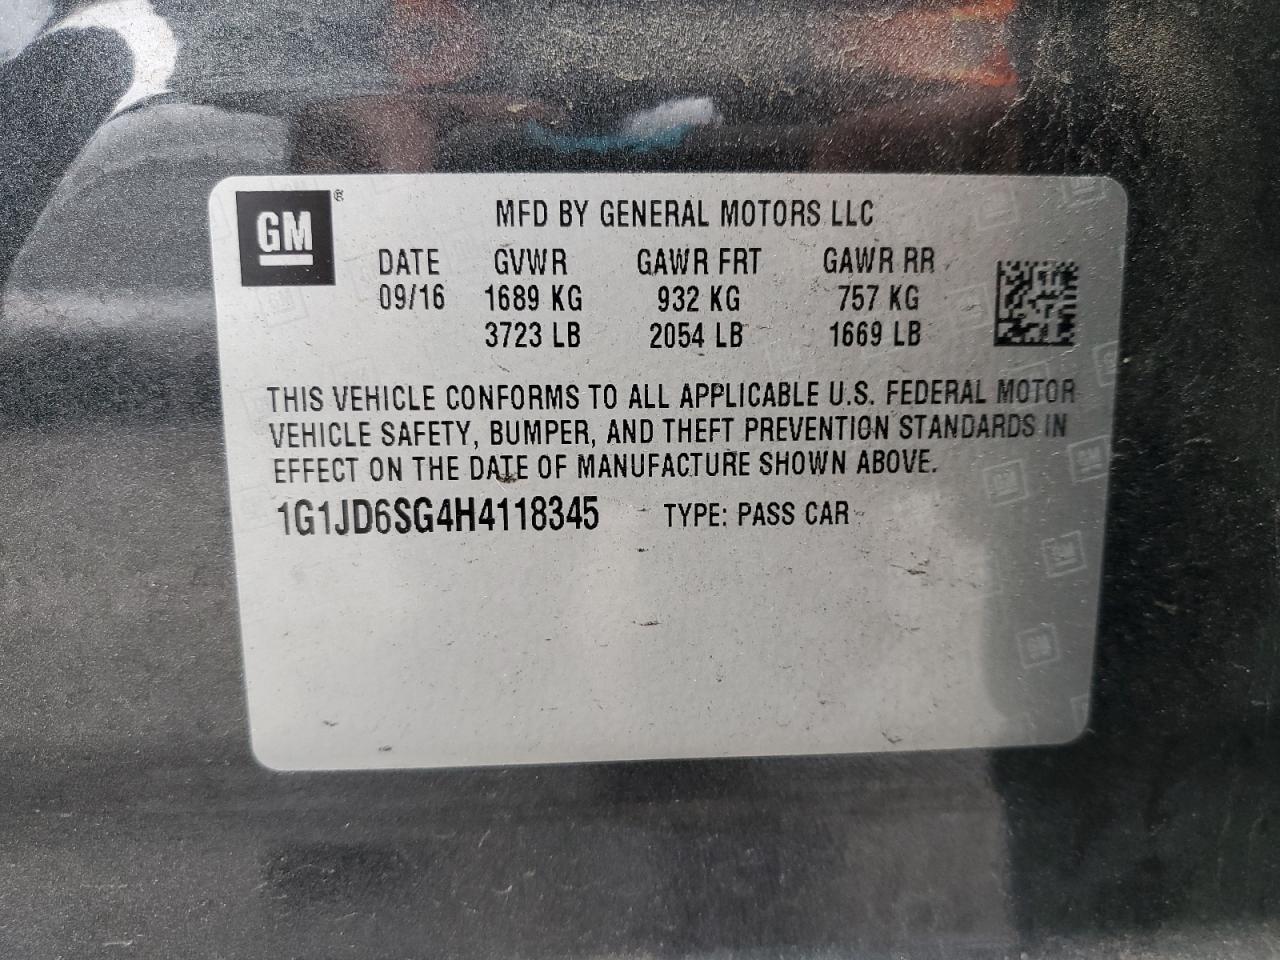 GM ®
MFD BY GENERAL MOTORS LLC
DATE GVWR GAWR FRT GAWR RR
09/16 1689 KG 932 KG 757 KG
3723 LB 2054 LB 1669 LB
THIS VEHICLE CONFORMS TO ALL APPLICABLE U.S. FEDERAL MOTOR
VEHICLE SAFETY, BUMPER, AND THEFT PREVENTION STANDARDS IN
EFFECT ON THE DATE OF MANUFACTURE SHOWN ABOVE.
1G1JD6SG4H4118345 TYPE: PASS CAR